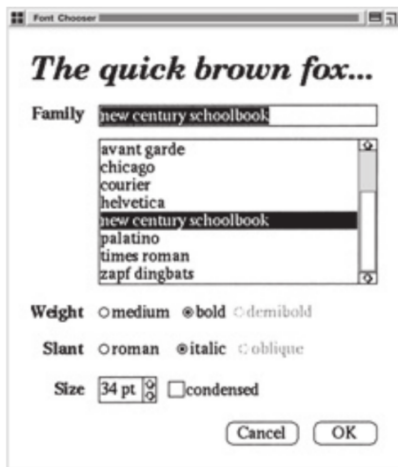 Font Chooser
The quick brown fox...
Family new century schoolbook
avant garde
chicago
courier
helvetica
new century schoolbook
palatino
times roman
zapf dingbats
Weight medium bold demibold
Slant roman italic oblique
Size 34 pt condensed
Cancel OK